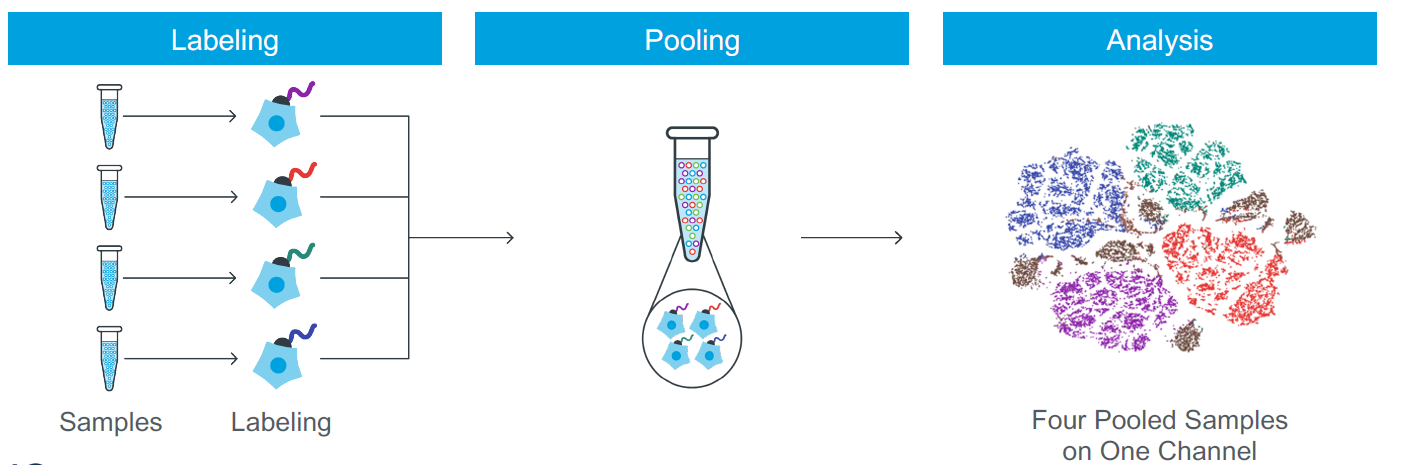 Labeling
Pooling
Analysis
Samples
Labeling
Four Pooled Samples
on One Channel